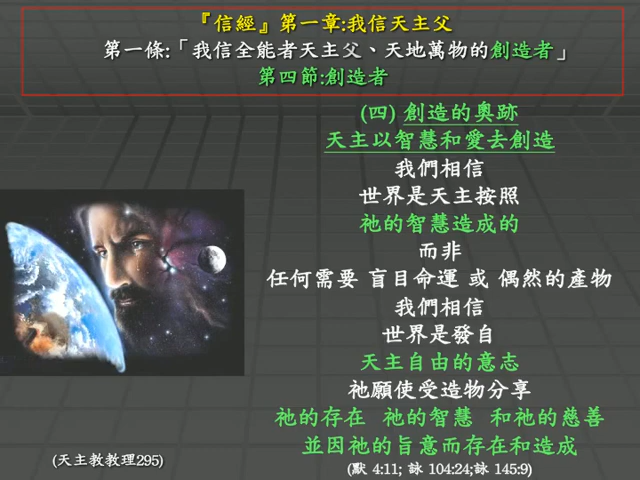 『信經』第一章:我信天主父
第一條:「我信全能者天主父、天地萬物的創造者」
第四節:創造者
(四) 創造的奧跡
天主以智慧和愛去創造
我們相信
世界是天主按照
祂的智慧造成的
而非
任何需要 盲目命運 或 偶然的產物
我們相信
世界是發自
天主自由的意志
祂願使受造物分享
祂的存在 祂的智慧 和祂的慈善
並因祂的旨意而存在和造成
(天主教教理295)
(默 4:11; 詠 104:24;詠 145:9)